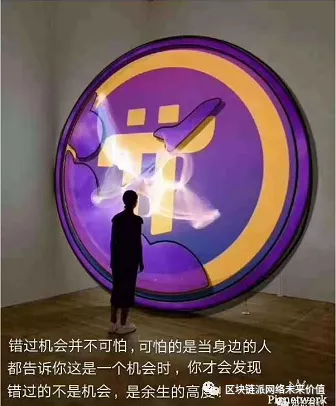 错过机会并不可怕,可怕的是当身边的人
都告诉你这是一个机会时,你才会发现
错过的不是机会,是余生的高度!
区块链派网络未来价值
Pinetwork